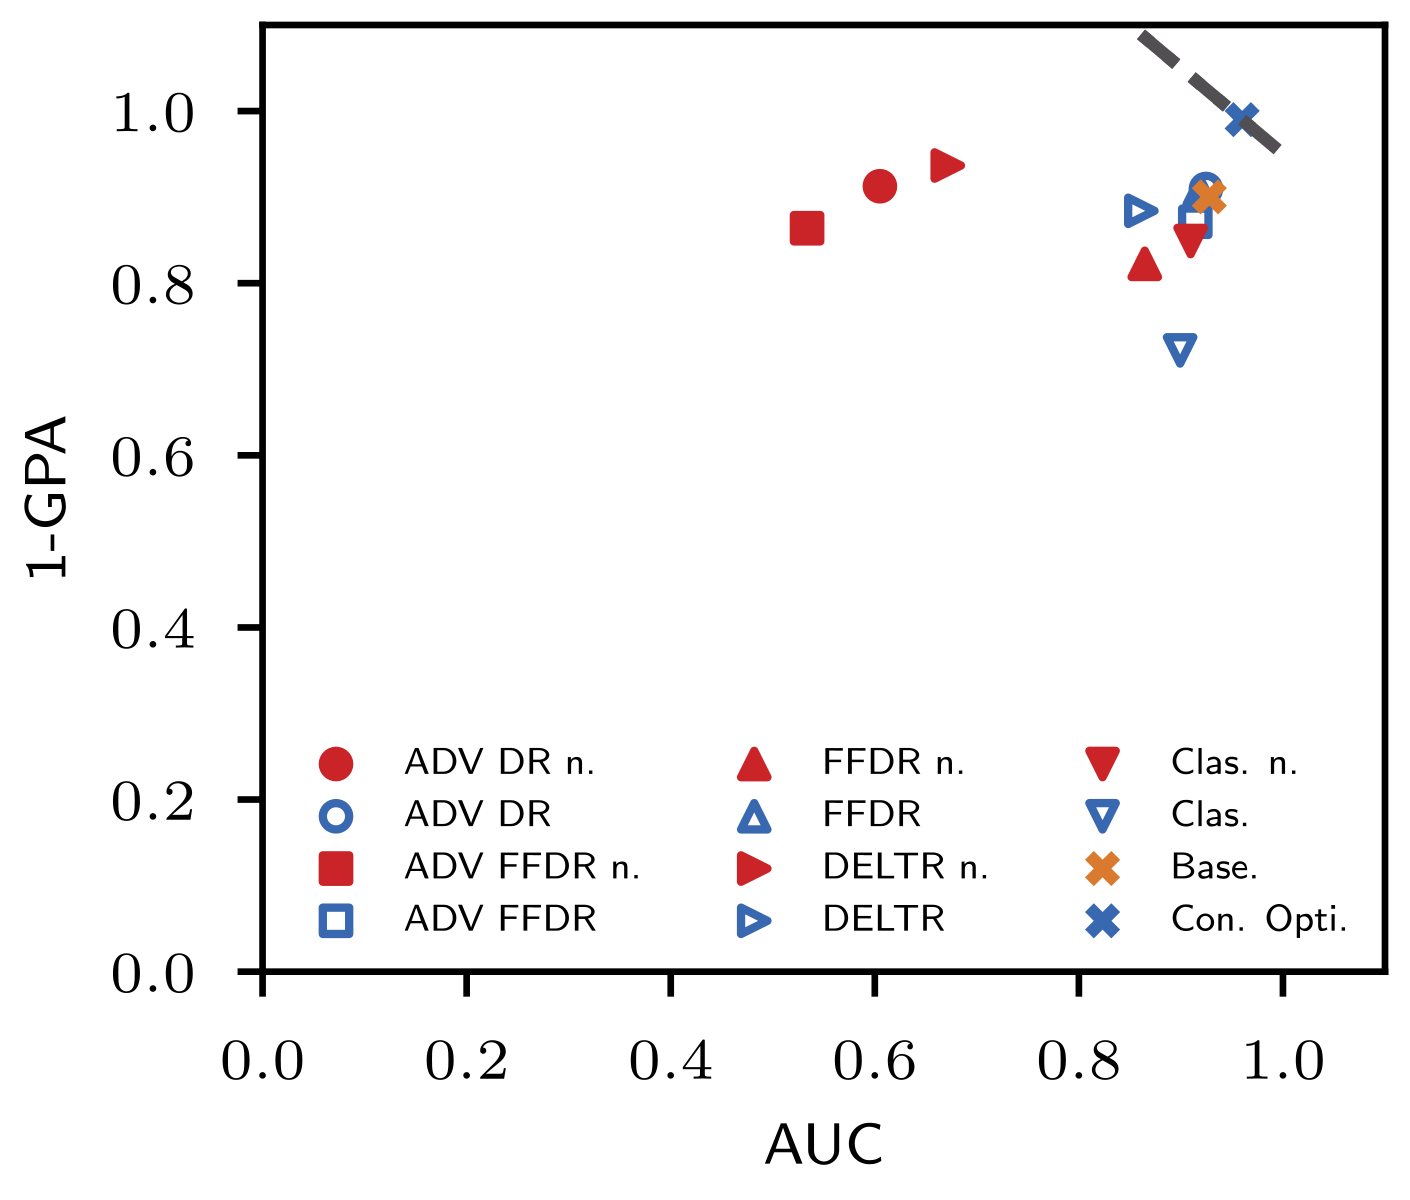 1.0
0.8
0.6
0.4
0.2
0.0
1-GPA
ADV DR n.
ADV DR
ADV FFDR n.
ADV FFDR
FFDR n.
FFDR
DELTR n.
DELTR
Clas. n.
Clas.
Base.
Con. Opti.
0.0 0.2 0.4 0.6 0.8 1.0
AUC